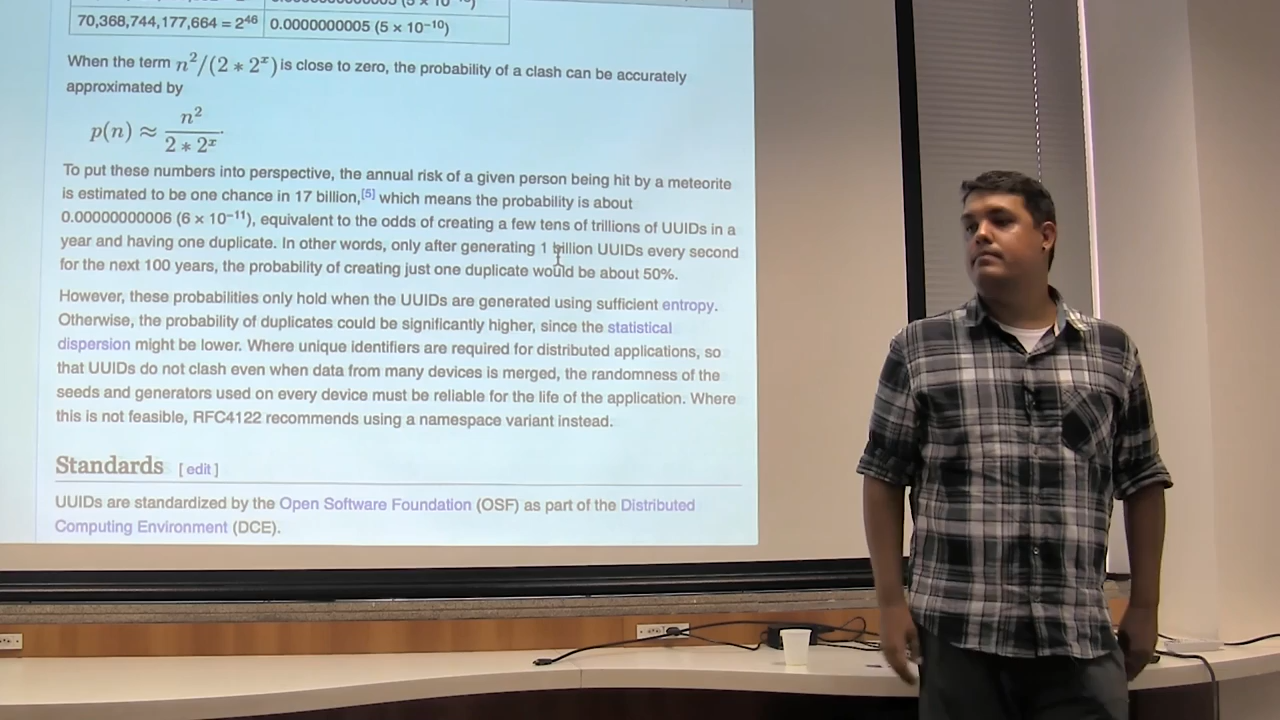 70,368,744,177,664 = 2^46 0.0000000005 (5 × 10^−10)
When the term n^2/(2 * 2^x) is close to zero, the probability of a clash can be accurately
approximated by
p(n) ≈ n^2 / 2 * 2^x.
To put these numbers into perspective, the annual risk of a given person being hit by a meteorite
is estimated to be one chance in 17 billion,[5] which means the probability is about
0.00000000006 (6 × 10^−11), equivalent to the odds of creating a few tens of trillions of UUIDs in a
year and having one duplicate. In other words, only after generating 1 billion UUIDs every second
for the next 100 years, the probability of creating just one duplicate would be about 50%.
However, these probabilities only hold when the UUIDs are generated using sufficient entropy.
Otherwise, the probability of duplicates could be significantly higher, since the statistical
dispersion might be lower. Where unique identifiers are required for distributed applications, so
that UUIDs do not clash even when data from many devices is merged, the randomness of the
seeds and generators used on every device must be reliable for the life of the application. Where
this is not feasible, RFC4122 recommends using a namespace variant instead.
Standards [ edit ]
UUIDs are standardized by the Open Software Foundation (OSF) as part of the Distributed
Computing Environment (DCE).